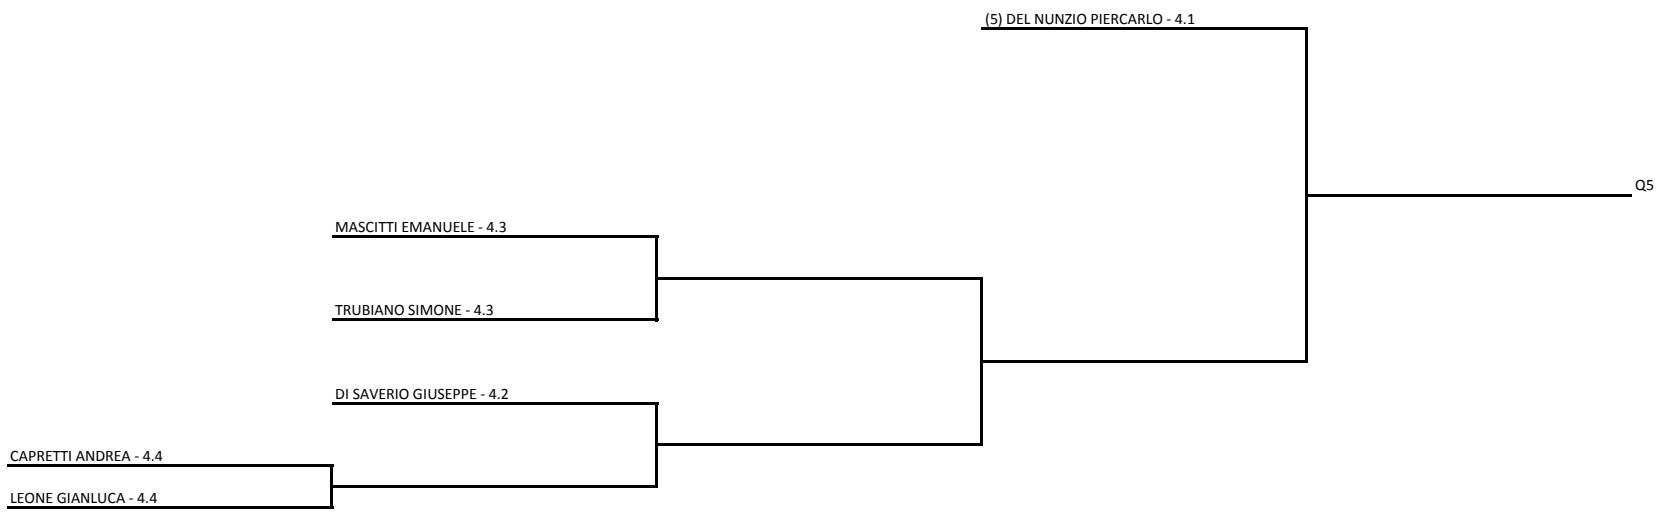 (5) DEL NUNZIO PIERCARLO - 4.1
Q5
MASCITTI EMANUELE - 4.3
TRUBIANO SIMONE - 4.3
DI SAVERIO GIUSEPPE - 4.2
CAPRETTI ANDREA - 4.4
LEONE GIANLUCA - 4.4